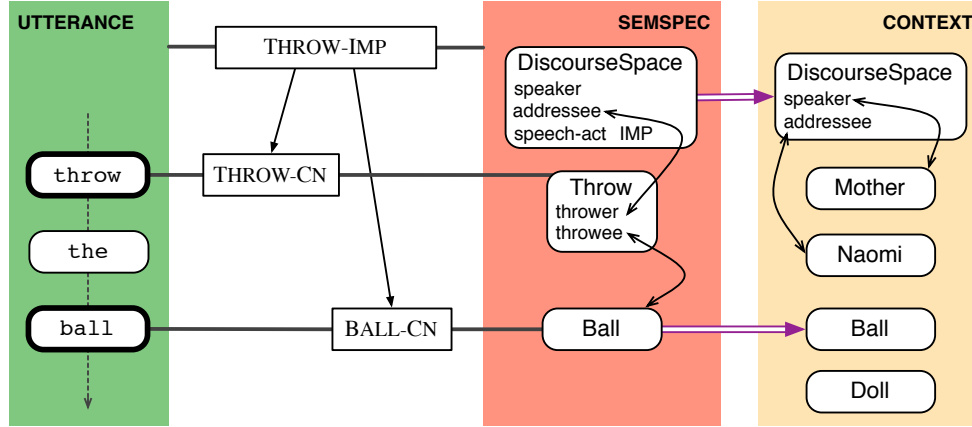 UTTERANCE
SEMSPEC
CONTEXT
THROW-IMP
DiscourseSpace
speaker
addressee
speech-act IMP
DiscourseSpace
speaker
addressee
throw
THROW-CN
Throw
thrower
throwee
Mother
the
Naomi
ball
BALL-CN
Ball
Ball
Doll